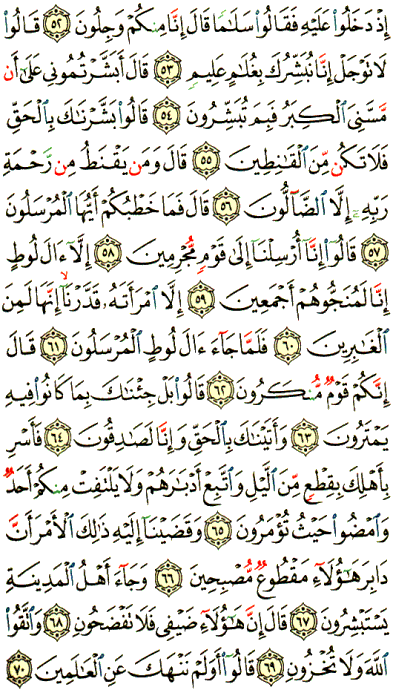 إِذْ دَخَلُوا۟ عَلَيْهِ فَقَالُوا۟ سَلَٰمًا قَالَ إِنَّا مِنكُمْ وَجِلُونَ ٥٢ قَالُوا۟
لَا تَوْجَلْ إِنَّا نُبَشِّرُكَ بِغُلَٰمٍ عَلِيمٍ ٥٣ قَالَ أَبَشَّرْتُمُونِى عَلَىٰٓ أَن
مَّسَّنِىَ ٱلْكِبَرُ فَبِمَ تُبَشِّرُونَ ٥٤ قَالُوا۟ بَشَّرْنَٰكَ بِٱلْحَقِّ
فَلَا تَكُن مِّنَ ٱلْقَٰنِطِينَ ٥٥ قَالَ وَمَن يَقْنَطُ مِن رَّحْمَةِ
رَبِّهِۦٓ إِلَّا ٱلضَّآلُّونَ ٥٦ قَالَ فَمَا خَطْبُكُمْ أَيُّهَا ٱلْمُرْسَلُونَ
٥٧ قَالُوٓا۟ إِنَّآ أُرْسِلْنَآ إِلَىٰ قَوْمٍ مُّجْرِمِينَ ٥٨ إِلَّآ ءَالَ لُوطٍ
إِنَّا لَمُنَجُّوهُمْ أَجْمَعِينَ ٥٩ إِلَّا ٱمْرَأَتَهُۥ قَدَّرْنَآ إِنَّهَا لَمِنَ
ٱلْغَٰبِرِينَ ٦٠ فَلَمَّا جَآءَ ءَالَ لُوطٍ ٱلْمُرْسَلُونَ ٦١ قَالَ
إِنَّكُمْ قَوْمٌ مُّنكَرُونَ ٦٢ قَالُوا۟ بَلْ جِئْنَٰكَ بِمَا كَانُوا۟ فِيهِ
يَمْتَرُونَ ٦٣ وَأَتَيْنَٰكَ بِٱلْحَقِّ وَإِنَّا لَصَٰدِقُونَ ٦٤ فَأَسْرِ
بِأَهْلِكَ بِقِطْعٍ مِّنَ ٱلَّيْلِ وَٱتَّبِعْ أَدْبَٰرَهُمْ وَلَا يَلْتَفِتْ مِنكُمْ أَحَدٌ
وَٱمْضُوا۟ حَيْثُ تُؤْمَرُونَ ٦٥ وَقَضَيْنَآ إِلَيْهِ ذَٰلِكَ ٱلْأَمْرَ أَنَّ
دَابِرَ هَٰٓؤُلَآءِ مَقْطُوعٌ مُّصْبِحِينَ ٦٦ وَجَآءَ أَهْلُ ٱلْمَدِينَةِ
يَسْتَبْشِرُونَ ٦٧ قَالَ إِنَّ هَٰٓؤُلَآءِ ضَيْفِى فَلَا تَفْضَحُونِ ٦٨ وَٱتَّقُوا۟
ٱللَّهَ وَلَا تُخْزُونِ ٦٩ قَالُوٓا۟ أَوَلَمْ نَنْهَكَ عَنِ ٱلْعَٰلَمِينَ ٧٠